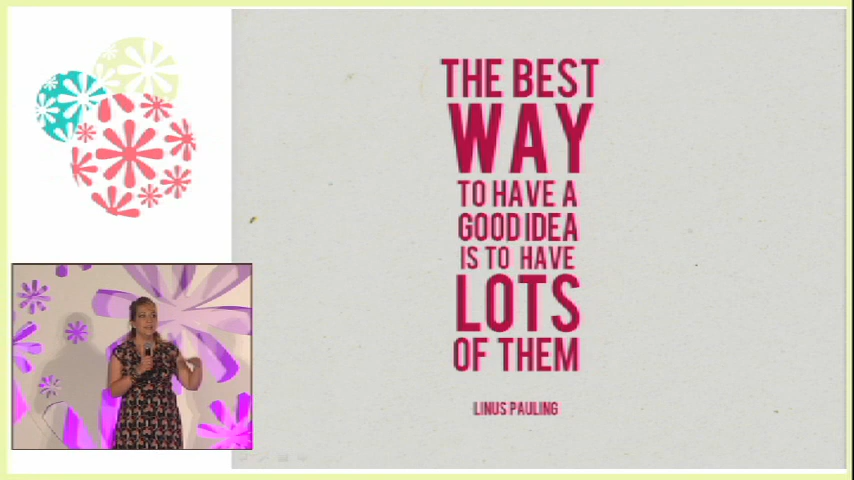 THE BEST
WAY
TO HAVE A
GOOD IDEA
IS TO HAVE
LOTS
OF THEM
LINUS PAULING